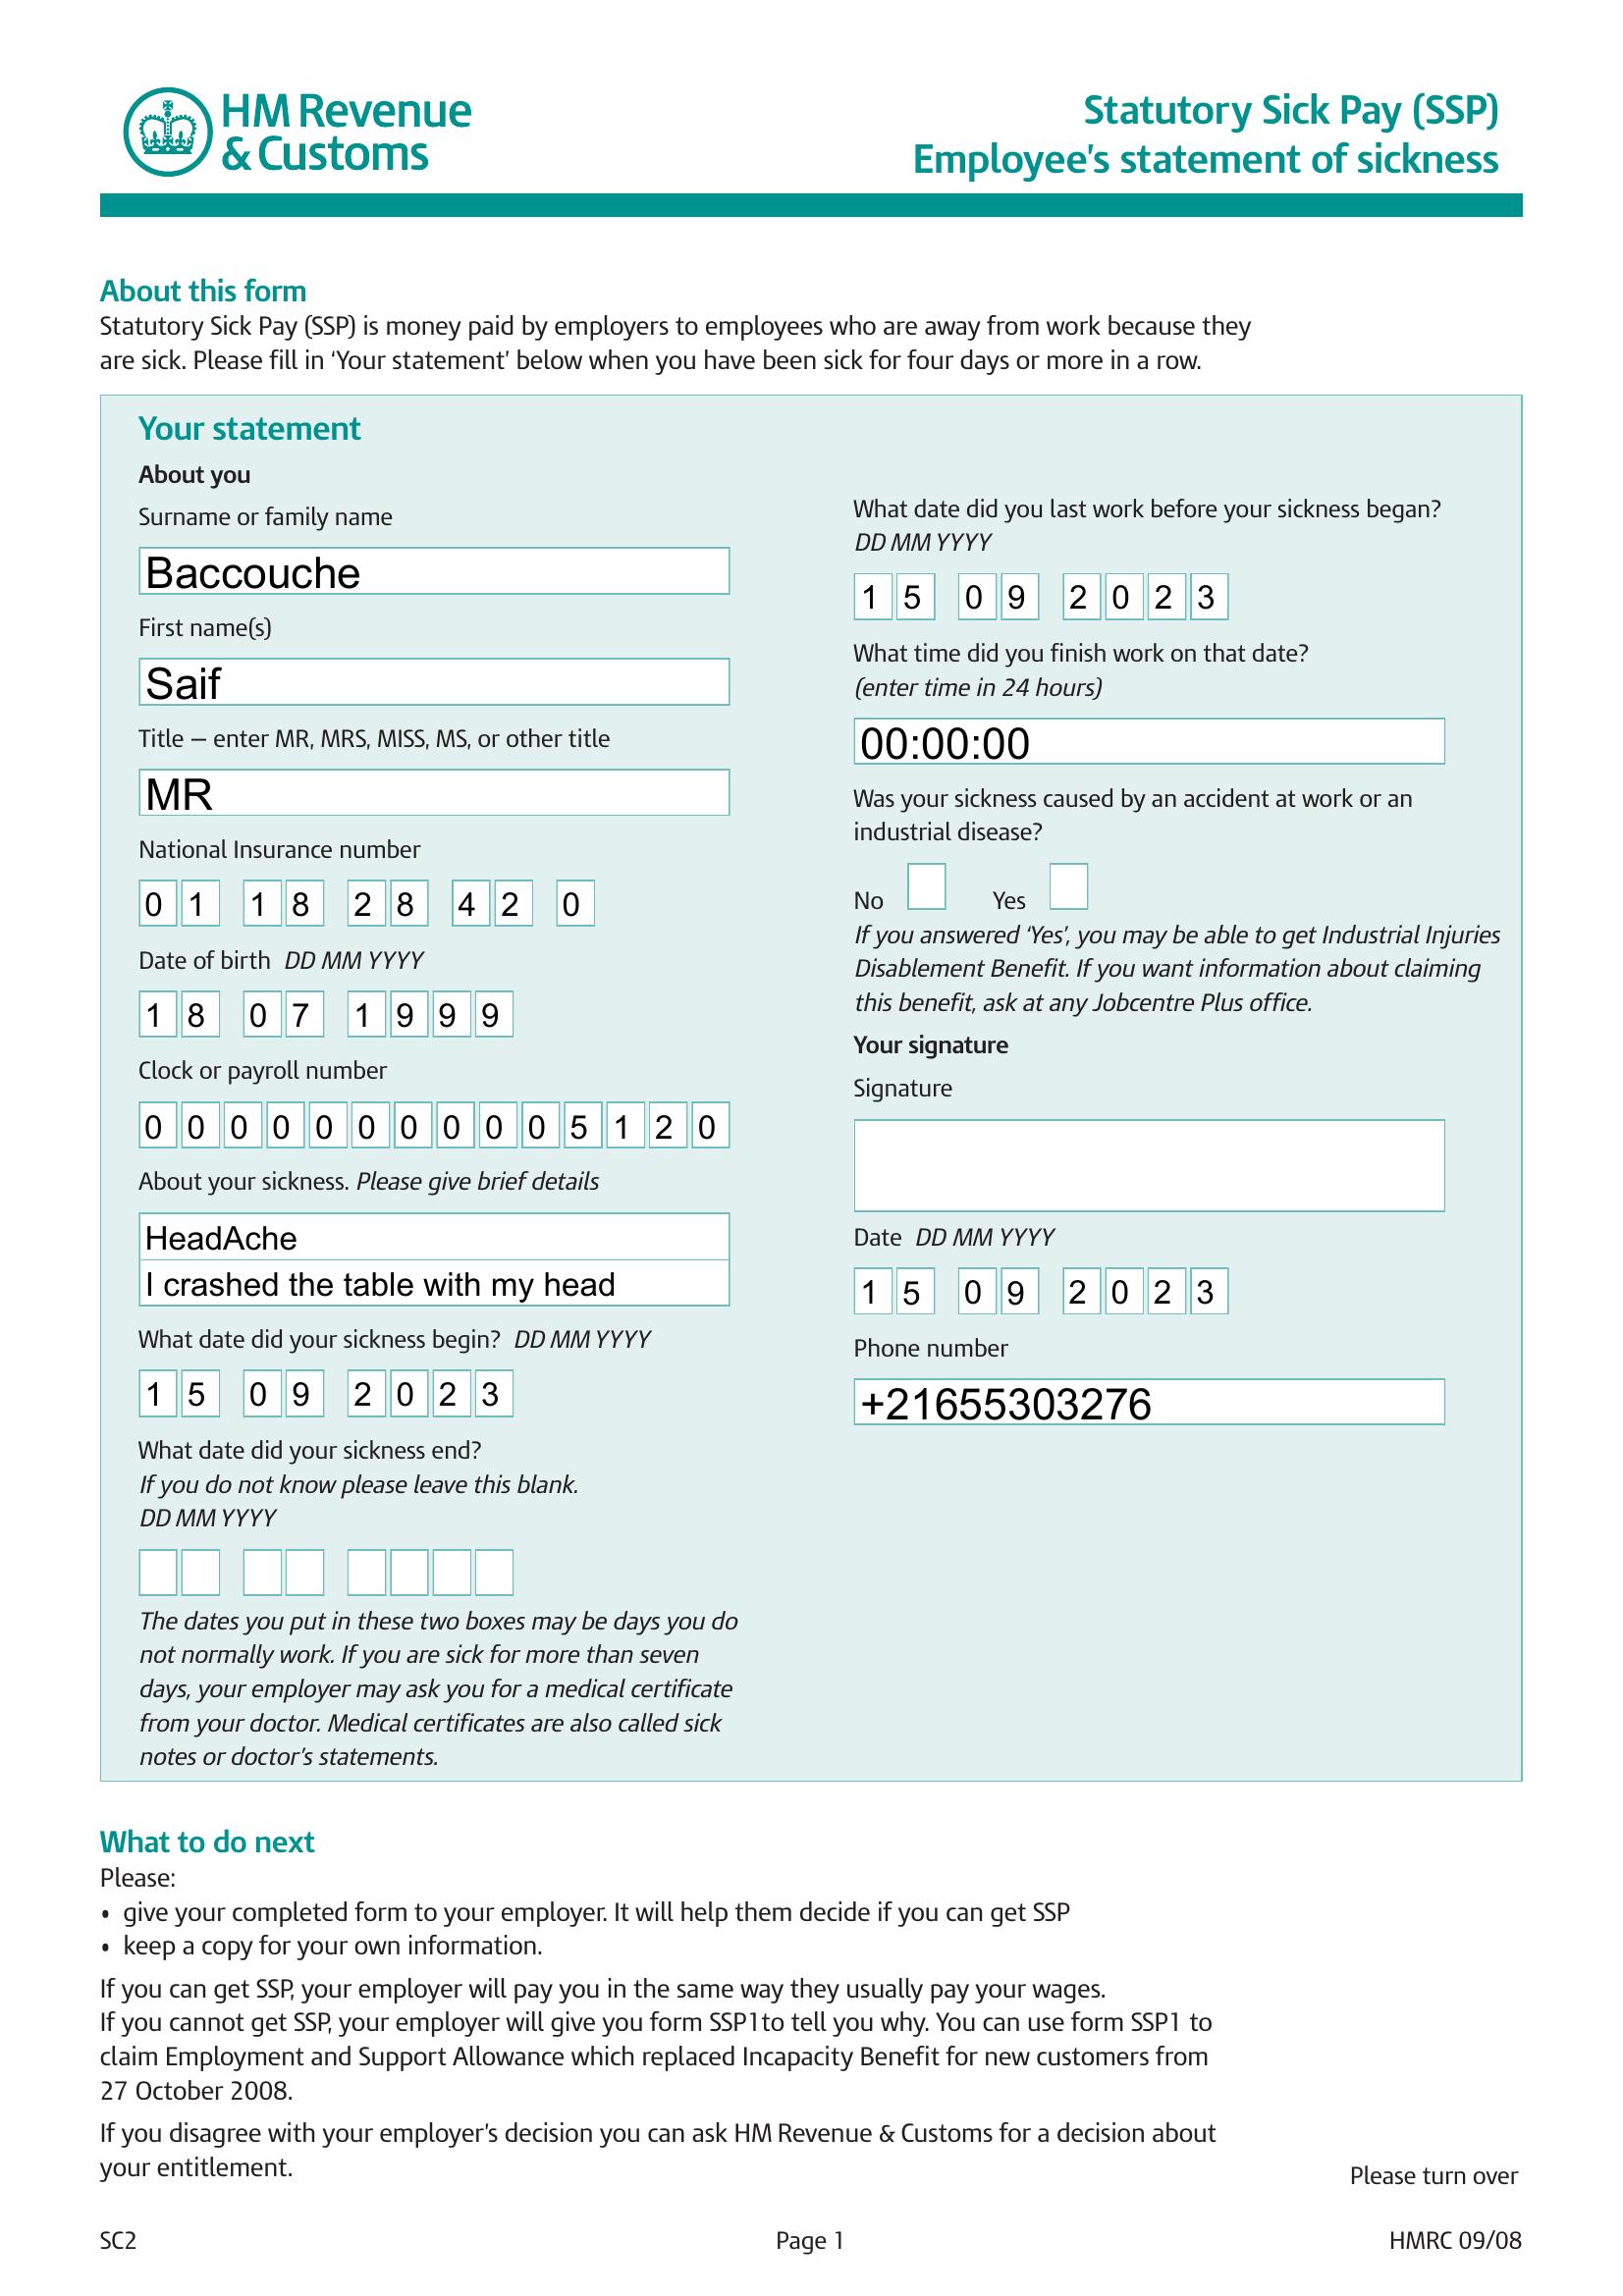 HM Revenue
& Customs
Statutory Sick Pay (SSP)
Employee's statement of sickness
About this form
Statutory Sick Pay (SSP) is money paid by employers to employees who are away from work because they
are sick. Please fill in 'Your statement' below when you have been sick for four days or more in a row.
Your statement
About you
Surname or family name
Baccouche
First name(s)
Saif
Title – enter MR, MRS, MISS, MS, or other title
MR
National Insurance number
0 1 1 8 2 8 4 2 0
Date of birth DD MM YYYY
1 8 0 7 1 9 9 9
Clock or payroll number
0 0 0 0 0 0 0 0 0 0 5 1 2 0
About your sickness. Please give brief details
HeadAche
I crashed the table with my head
What date did your sickness begin? DD MM YYYY
1 5 0 9 2 0 2 3
What date did your sickness end?
If you do not know please leave this blank.
DD MM YYYY
The dates you put in these two boxes may be days you do
not normally work. If you are sick for more than seven
days, your employer may ask you for a medical certificate
from your doctor. Medical certificates are also called sick
notes or doctor's statements.
What date did you last work before your sickness began?
DD MM YYYY
1 5 0 9 2 0 2 3
What time did you finish work on that date?
(enter time in 24 hours)
00:00:00
Was your sickness caused by an accident at work or an
industrial disease?
No Yes
If you answered 'Yes', you may be able to get Industrial Injuries
Disablement Benefit. If you want information about claiming
this benefit, ask at any Jobcentre Plus office.
Your signature
Signature
Date DD MM YYYY
1 5 0 9 2 0 2 3
Phone number
+21655303276
What to do next
Please:
• give your completed form to your employer. It will help them decide if you can get SSP
• keep a copy for your own information.
If you can get SSP, your employer will pay you in the same way they usually pay your wages.
If you cannot get SSP, your employer will give you form SSP1to tell you why. You can use form SSP1 to
claim Employment and Support Allowance which replaced Incapacity Benefit for new customers from
27 October 2008.
If you disagree with your employer's decision you can ask HM Revenue & Customs for a decision about
your entitlement.
Please turn over
SC2
Page 1
HMRC 09/08